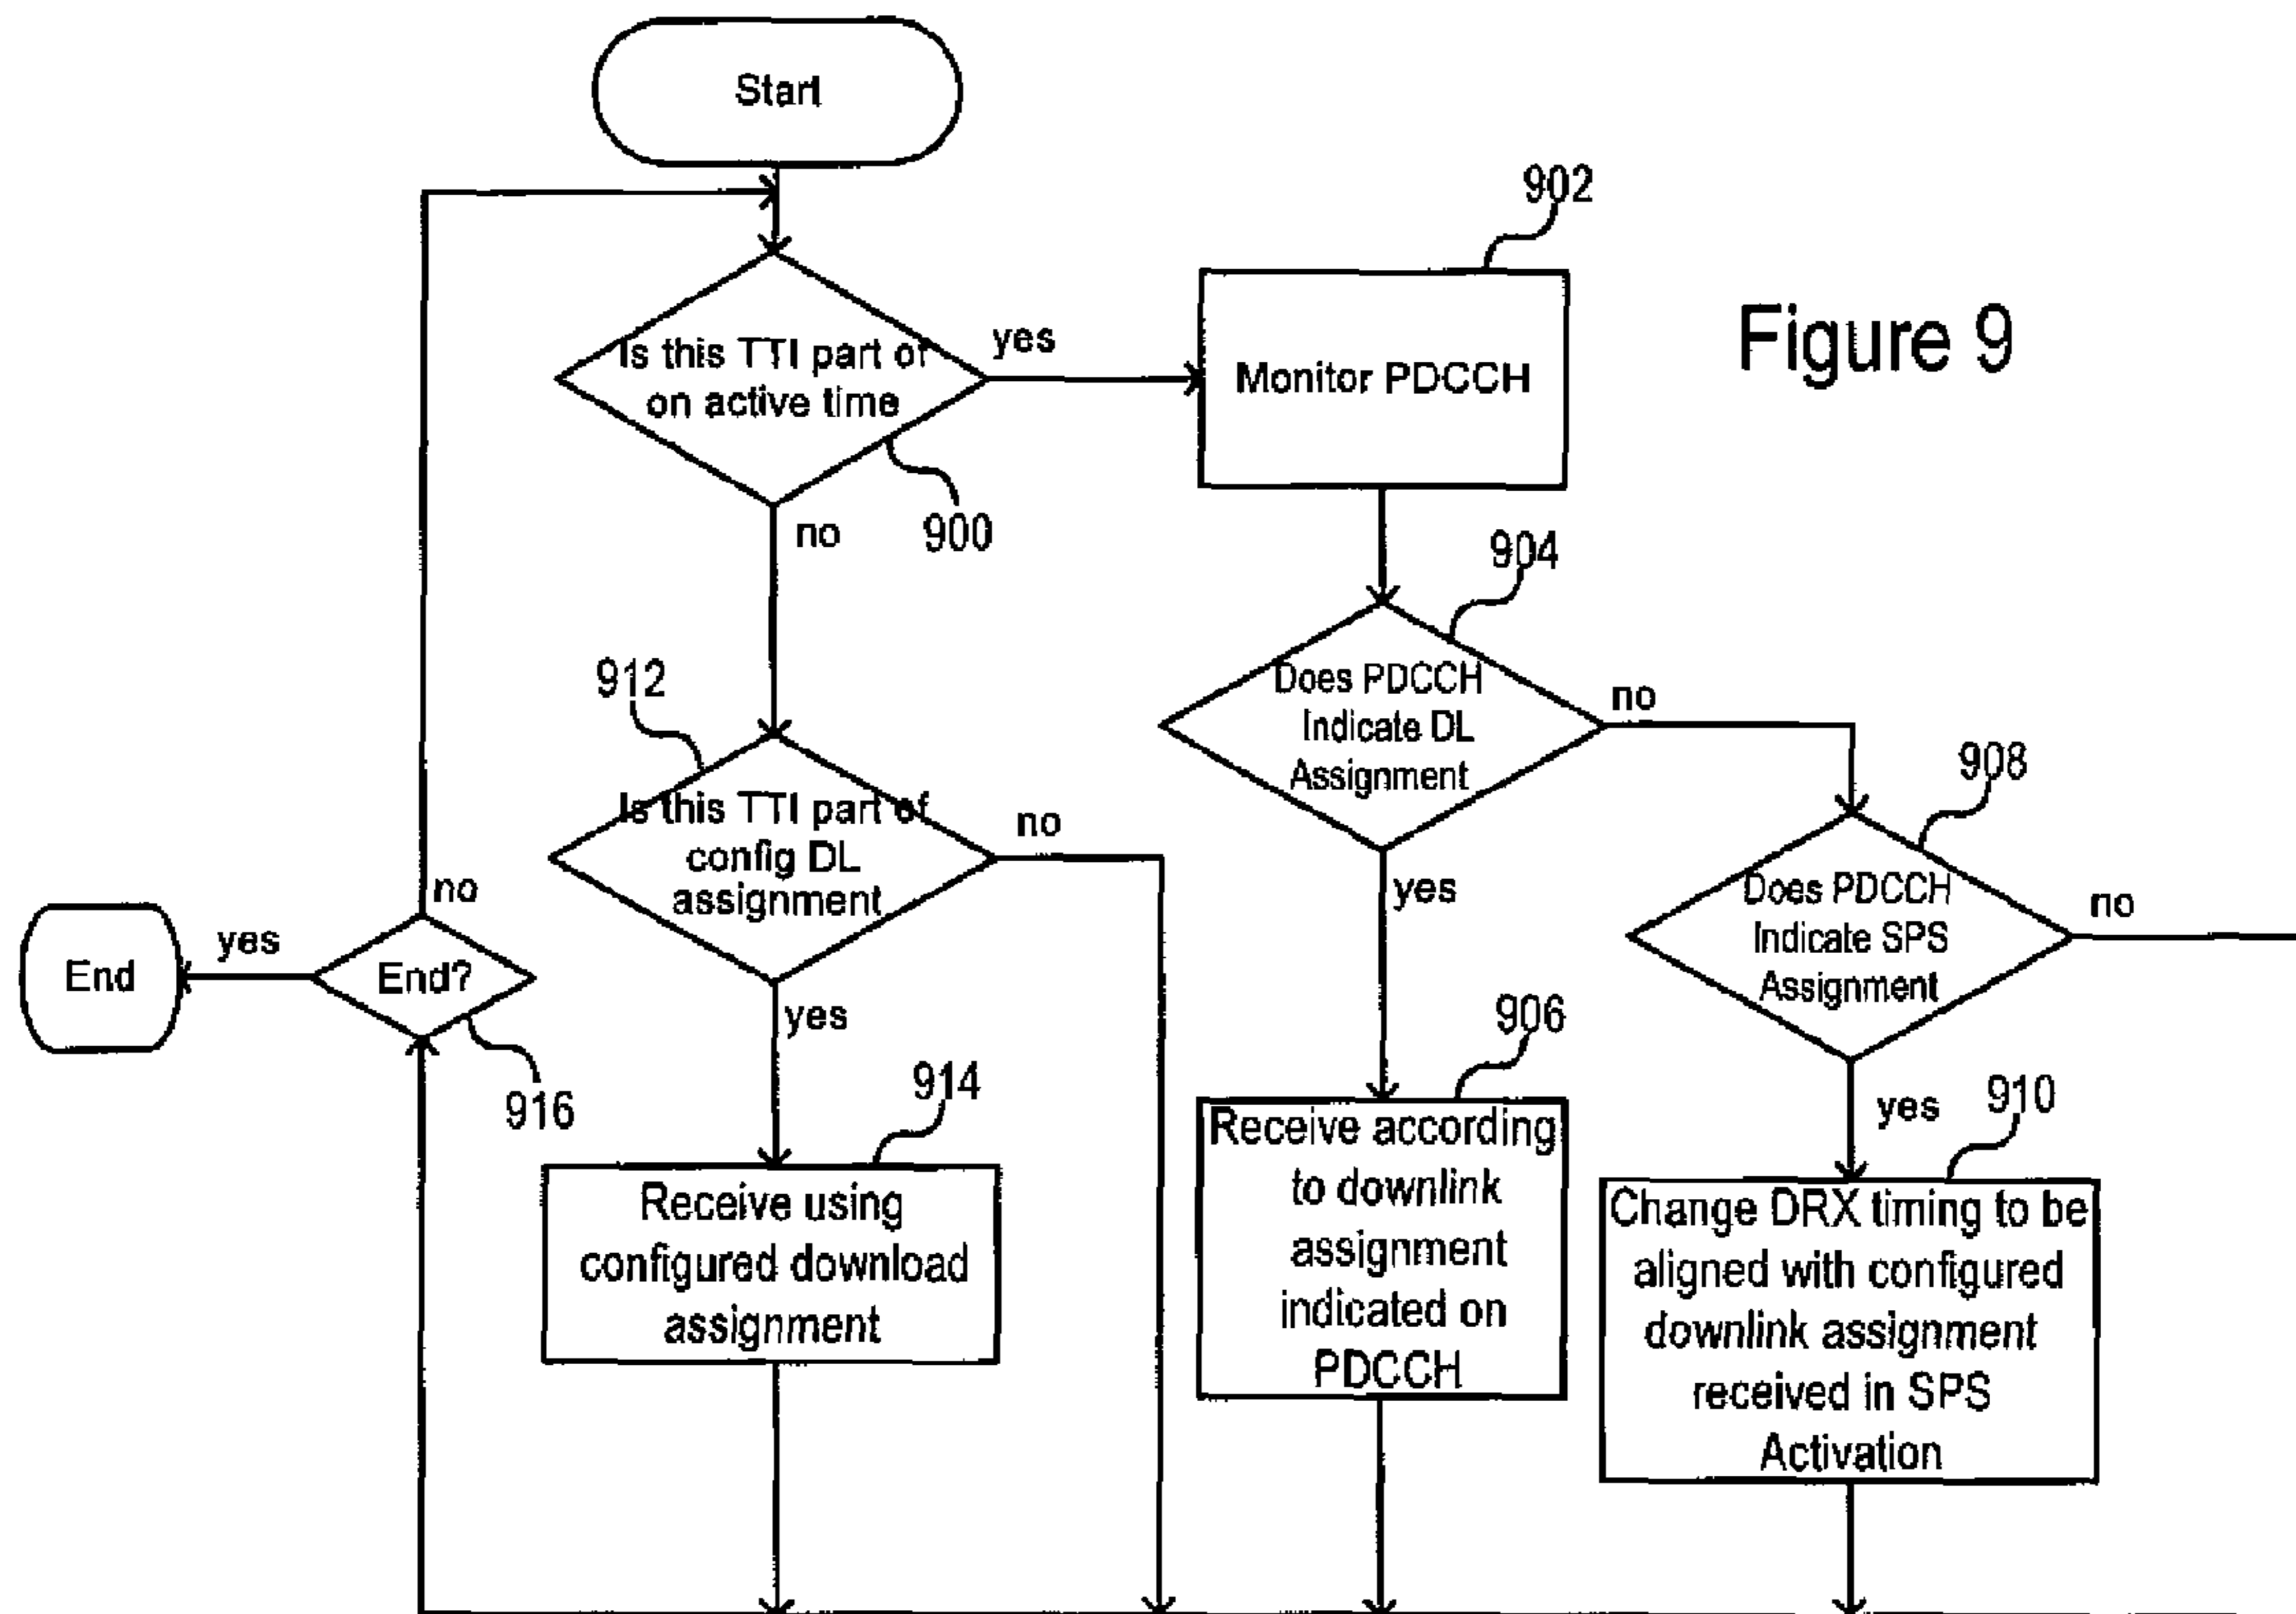 Start
902
Figure 9
Is this TTI part of
on active time
yes
Monitor PDCCH
no
900
904
912
Does PDCCH
Indicate DL
Assignment
no
908
Is this TTI part of
config DL
assignment
no
no
yes
Does PDCCH
Indicate SPS
Assignment
no
End
yes
End?
yes
906
916
914
yes
910
Receive using
configured download
assignment
Receive according
to downlink
assignment
indicated on
PDCCH
Change DRX timing to be
aligned with configured
downlink assignment
received in SPS
Activation